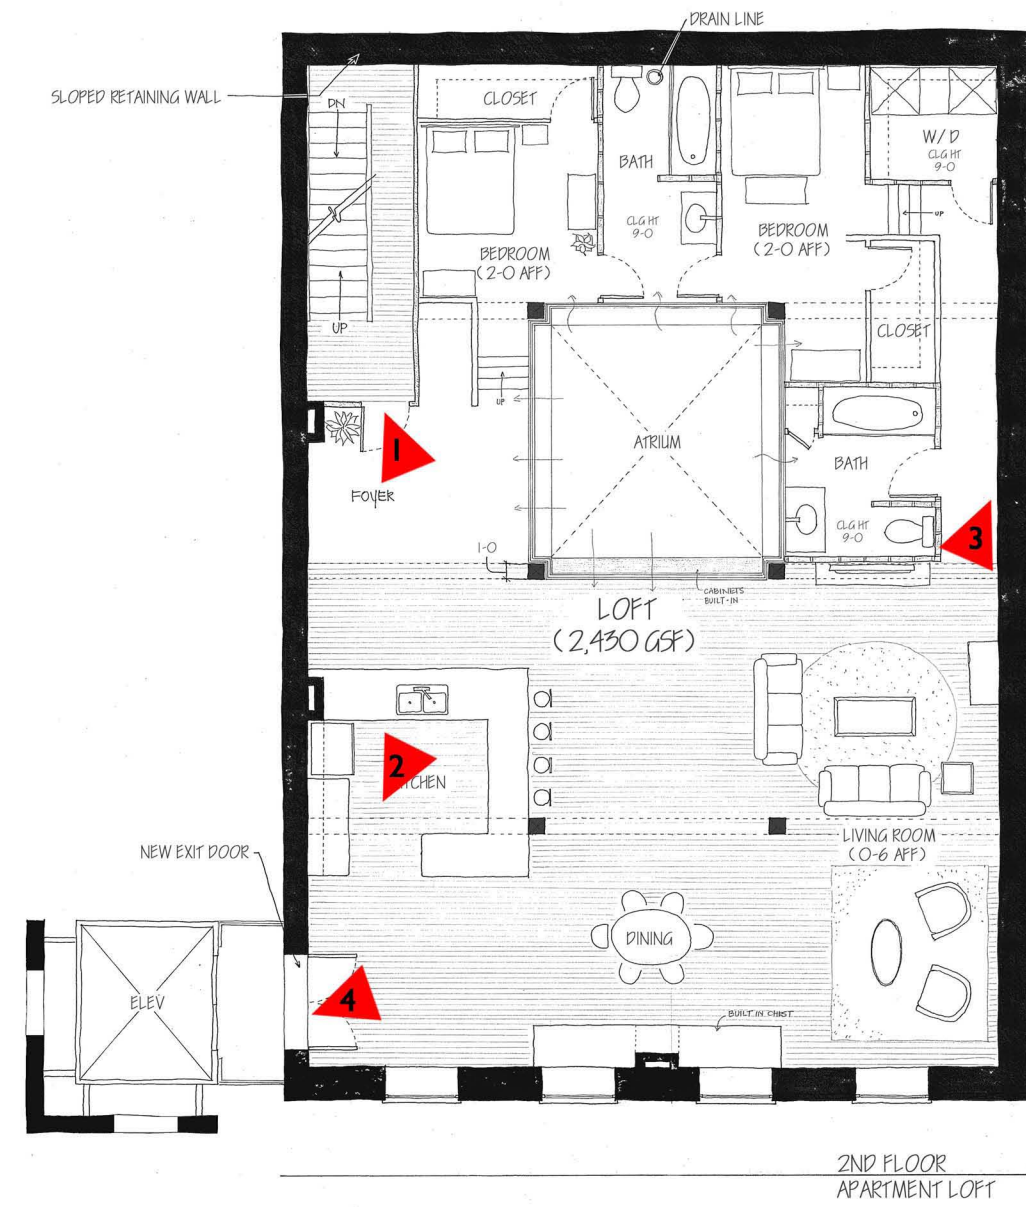 DRAIN LINE
SLOPED RETAINING WALL
DN
UP
CLOSET
BEDROOM
(2-0 AFF)
BATH
CLG HT
9-0
BEDROOM
(2-0 AFF)
W/D
CLG HT
9-0
UP
CLOSET
UP
ATRIUM
1
FOYER
BATH
CLG HT
9-0
3
1-0
CABINETS
BUILT-IN
LOFT
(2,430 GSF)
2
TCHEN
LIVING ROOM
(0-6 AFF)
NEW EXIT DOOR
DINING
ELEV
4
BUILT IN CHEST
2ND FLOOR
APARTMENT LOFT